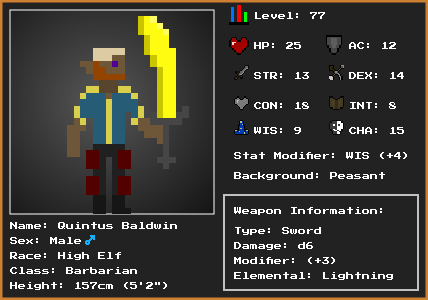 Level: 77
HP: 25
AC: 12
STR: 13
DEX: 14
CON: 18
INT: 8
WIS: 9
CHA: 15
Stat Modifier: WIS (+4)
Background: Peasant
Name: Quintus Baldwin
Sex: Male ♂
Race: High Elf
Class: Barbarian
Height: 157cm (5'2")
Weapon Information:
Type: Sword
Damage: d6
Modifier: (+3)
Elemental: Lightning